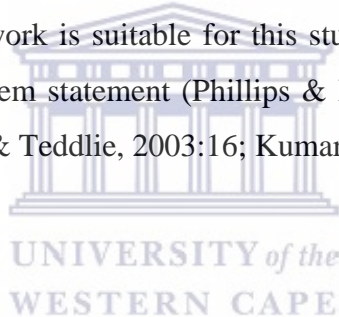 work is suitable for this stu
em statement (Phillips &
& Teddlie, 2003:16; Kumar
UNIVERSITY of the
WESTERN CAPE